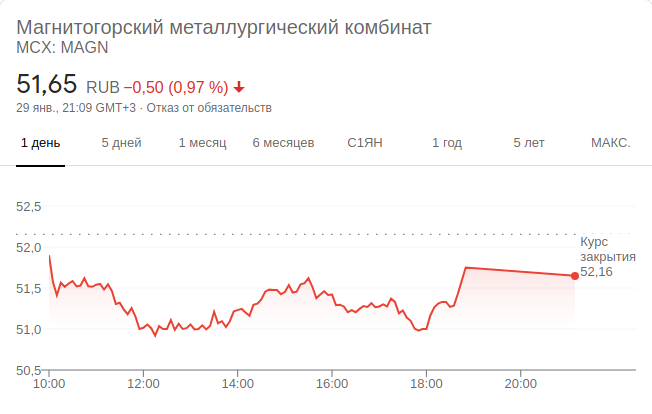 Магнитогорский металлургический комбинат
MCX: MAGN
51,65 RUB −0,50 (0,97 %)
29 янв., 21:09 GMT+3 · Отказ от обязательств
1 день 5 дней 1 месяц 6 месяцев С1ЯН 1 год 5 лет МАКС.
52,5
52,0
51,5
51,0
50,5
Курс
закрытия
52,16
10:00 12:00 14:00 16:00 18:00 20:00